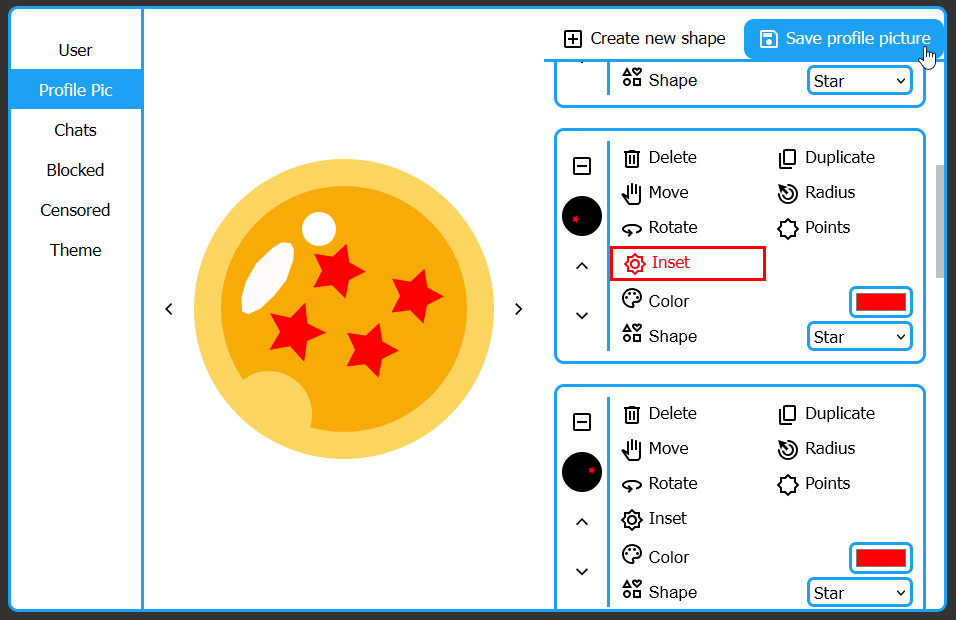 User
Profile Pic
Chats
Blocked
Censored
Theme
Create new shape
Save profile picture
Shape
Star
Delete
Duplicate
Move
Radius
Rotate
Points
Inset
Color
Shape
Star
Delete
Duplicate
Move
Radius
Rotate
Points
Inset
Color
Shape
Star